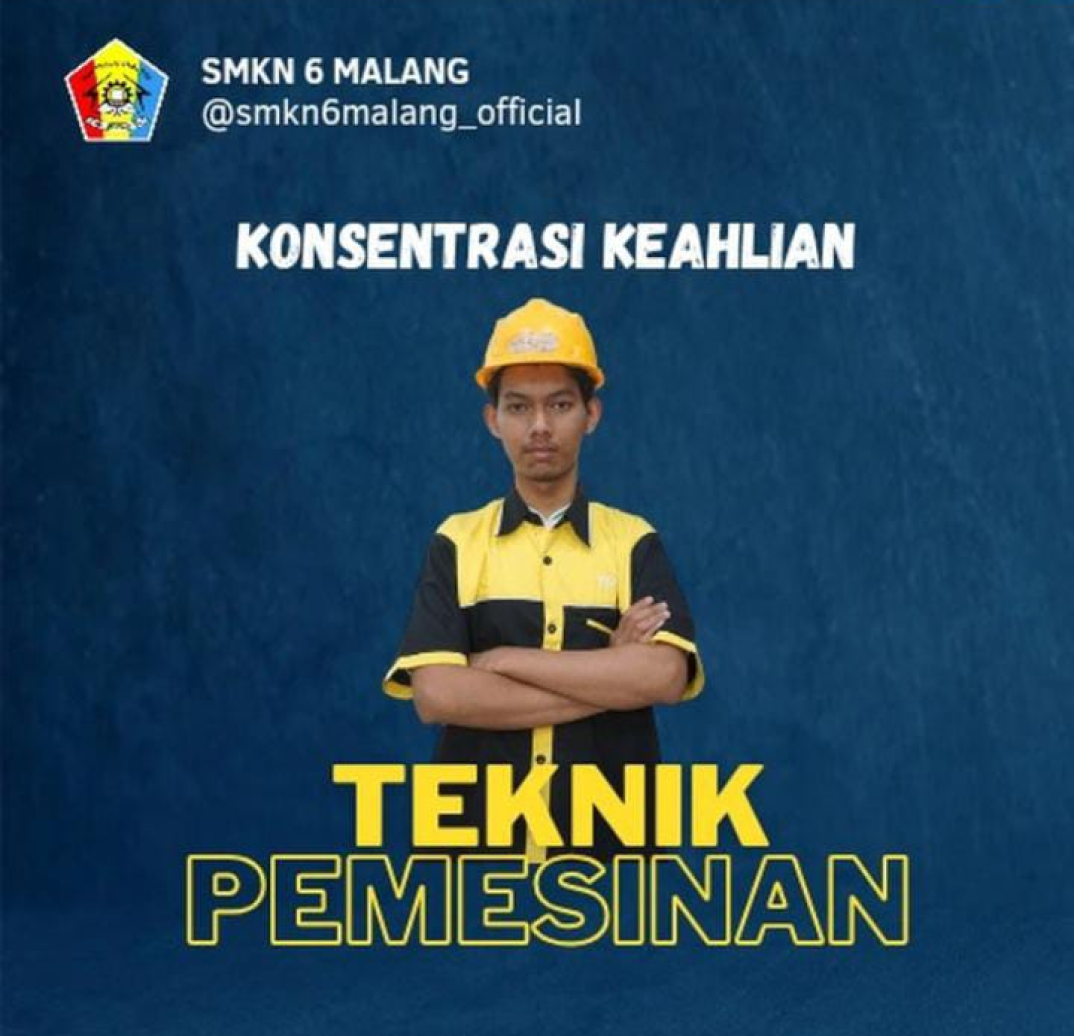 SMKN 6 MALANG
@smkn6malang_official
KONSENTRASI KEAHLIAN
TEKNIK
PEMESINAN